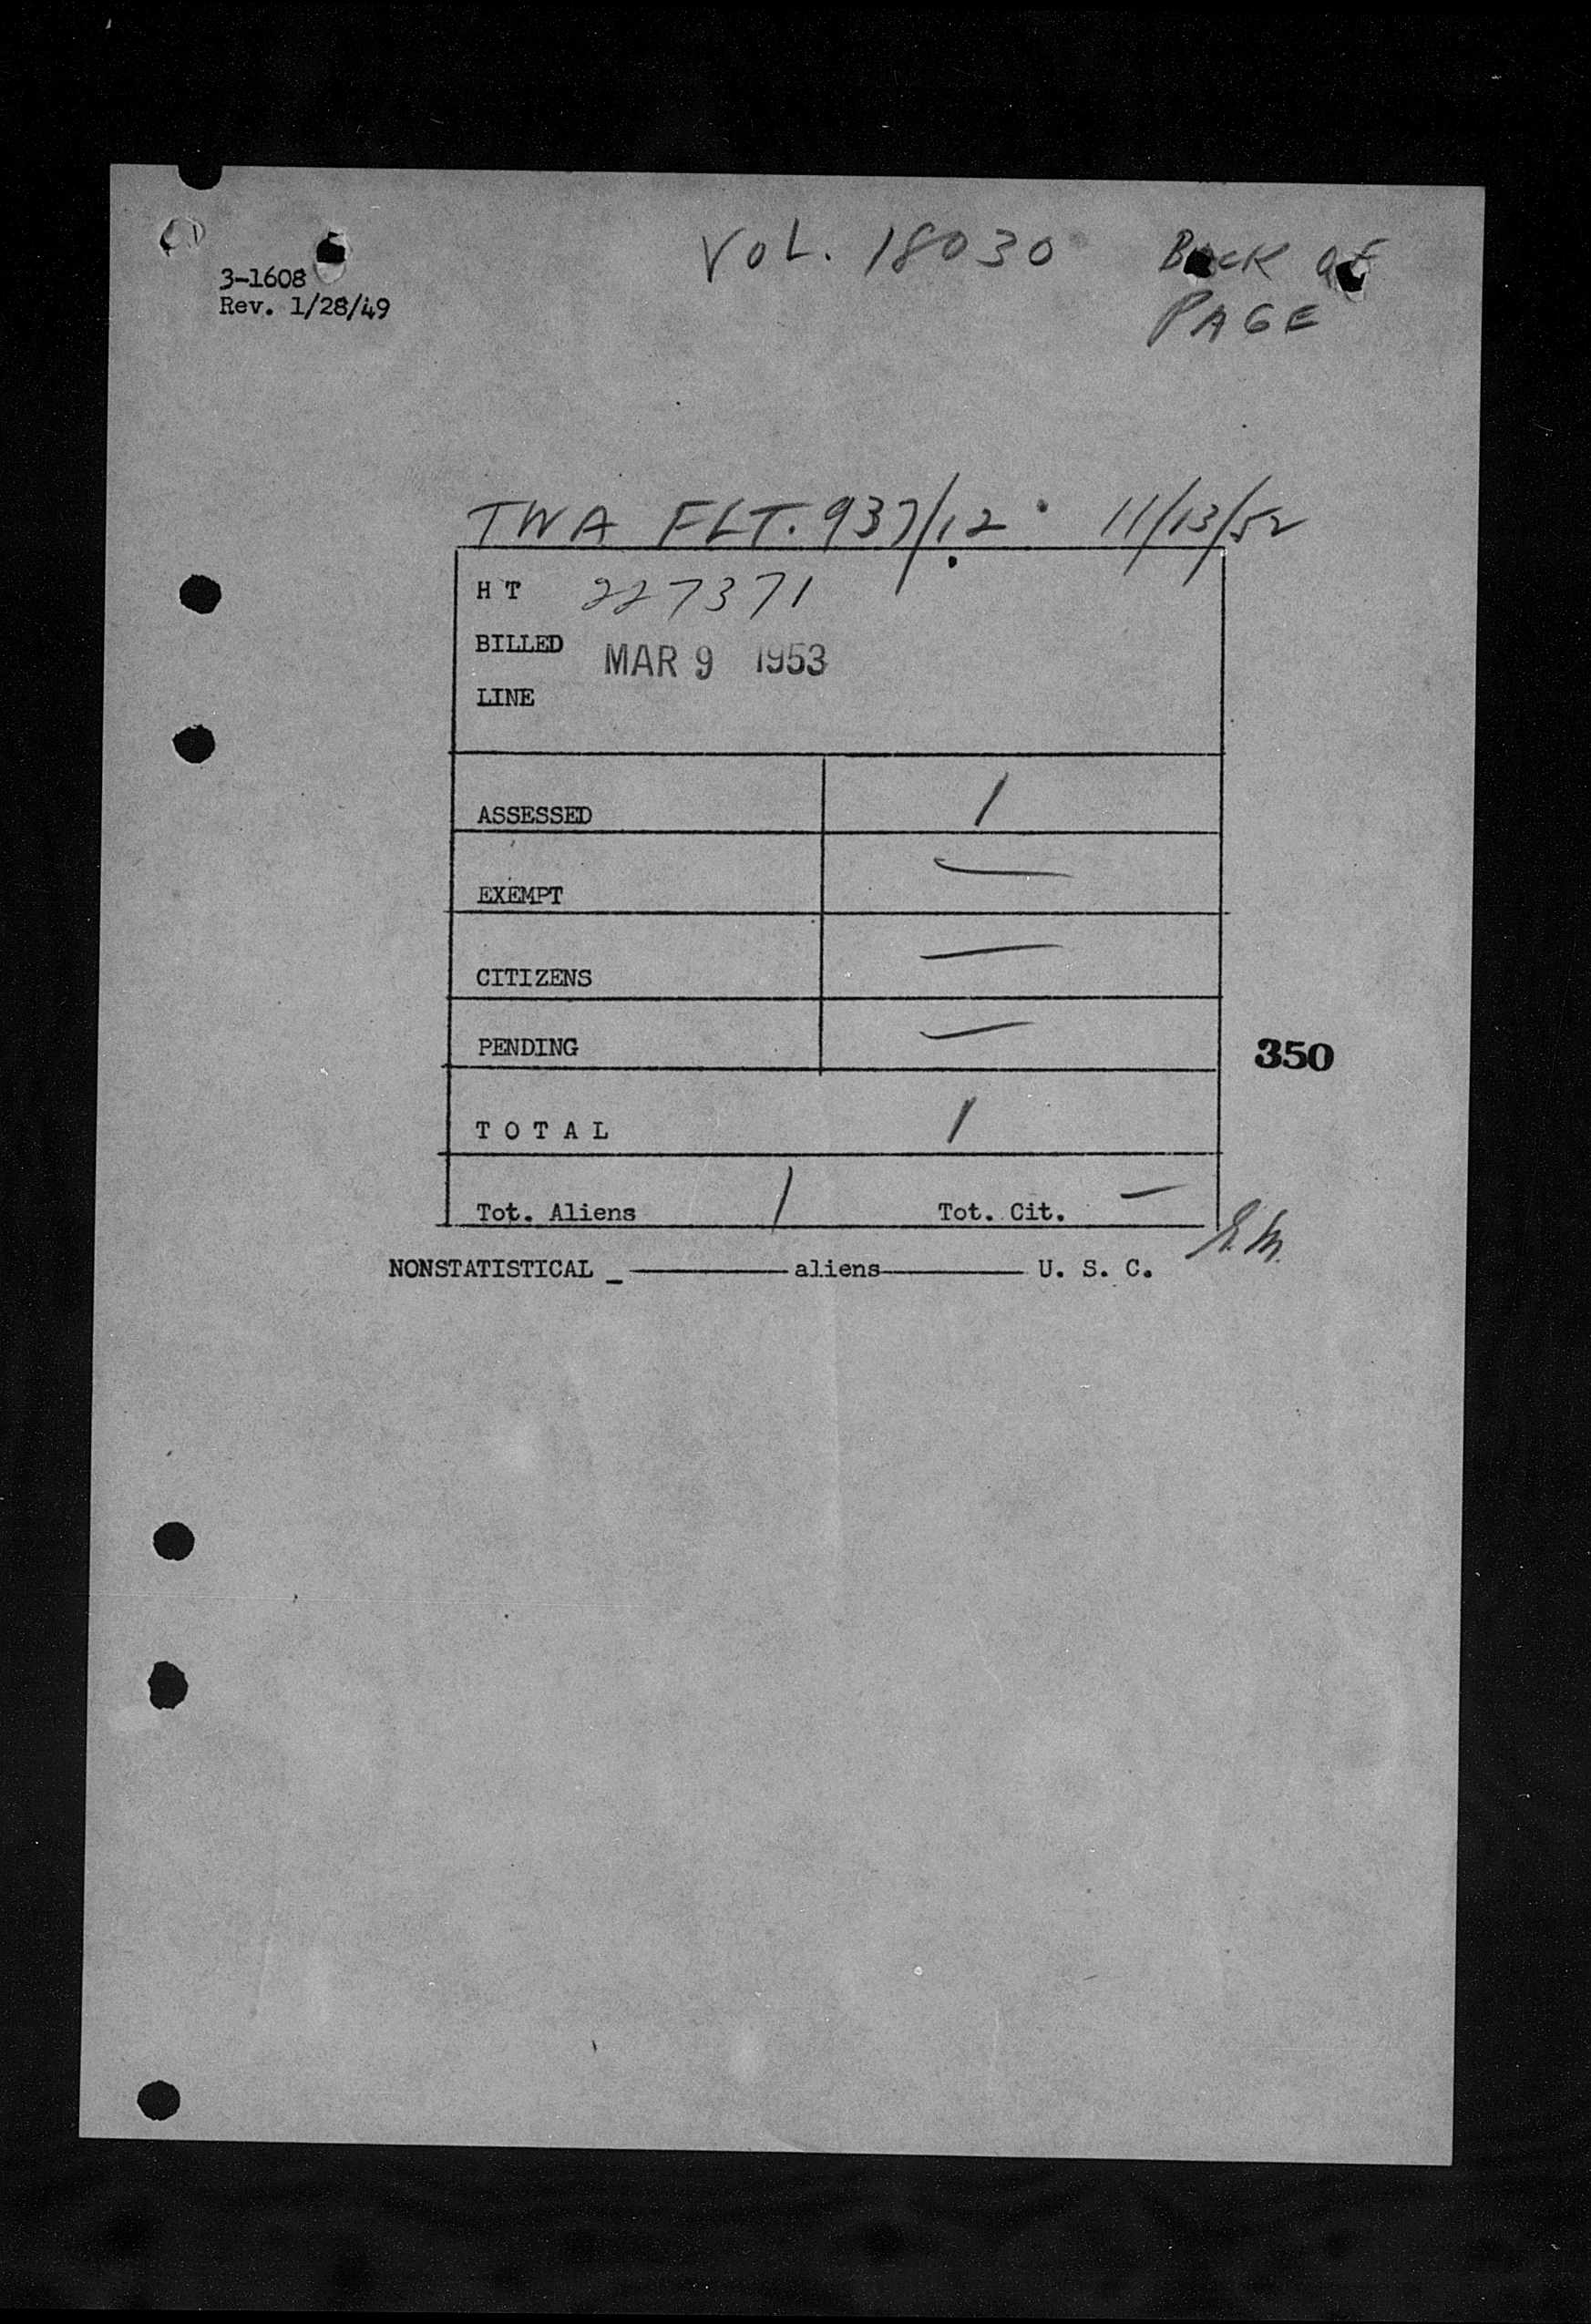 VOL. 18030 BACK OF
PAGE
3-1608
Rev. 1/28/49
TWA FLT. 937/12 11/13/52
H T 227371
BILLED MAR 9 1953
LINE
ASSESSED 1
EXEMPT —
CITIZENS —
PENDING —
350
T O T A L 1
Tot. Aliens 1 Tot. Cit. —
NONSTATISTICAL _ ———— aliens ———— U. S. C.